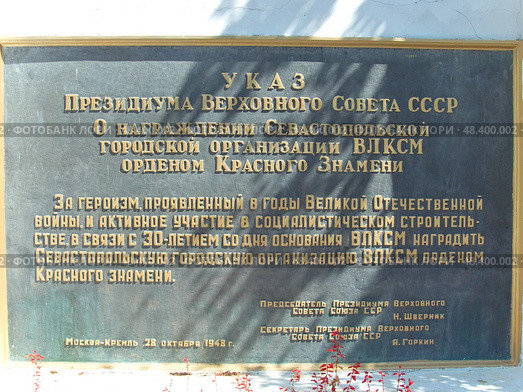 УКАЗ
ПРЕЗИДИУМА ВЕРХОВНОГО СОВЕТА СССР
О НАГРАЖДЕНИИ СЕВАСТОПОЛЬСКОЙ
ГОРОДСКОЙ ОРГАНИЗАЦИИ ВЛКСМ
ОРДЕНОМ КРАСНОГО ЗНАМЕНИ
ЗА ГЕРОИЗМ, ПРОЯВЛЕННЫЙ В ГОДЫ ВЕЛИКОЙ ОТЕЧЕСТВЕННОЙ
ВОЙНЫ, И АКТИВНОЕ УЧАСТИЕ В СОЦИАЛИСТИЧЕСКОМ СТРОИТЕЛЬ-
СТВЕ, В СВЯЗИ С 30-ЛЕТИЕМ СО ДНЯ ОСНОВАНИЯ ВЛКСМ НАГРАДИТЬ
СЕВАСТОПОЛЬСКУЮ ГОРОДСКУЮ ОРГАНИЗАЦИЮ ВЛКСМ ОРДЕНОМ
КРАСНОГО ЗНАМЕНИ.
ПРЕДСЕДАТЕЛЬ ПРЕЗИДИУМА ВЕРХОВНОГО
СОВЕТА СОЮЗА ССР
Н. ШВЕРНИК
СЕКРЕТАРЬ ПРЕЗИДИУМА ВЕРХОВНОГО
СОВЕТА СОЮЗА ССР
А. ГОРКИН
МОСКВА-КРЕМЛЬ, 28 ОКТЯБРЯ 1948 г.